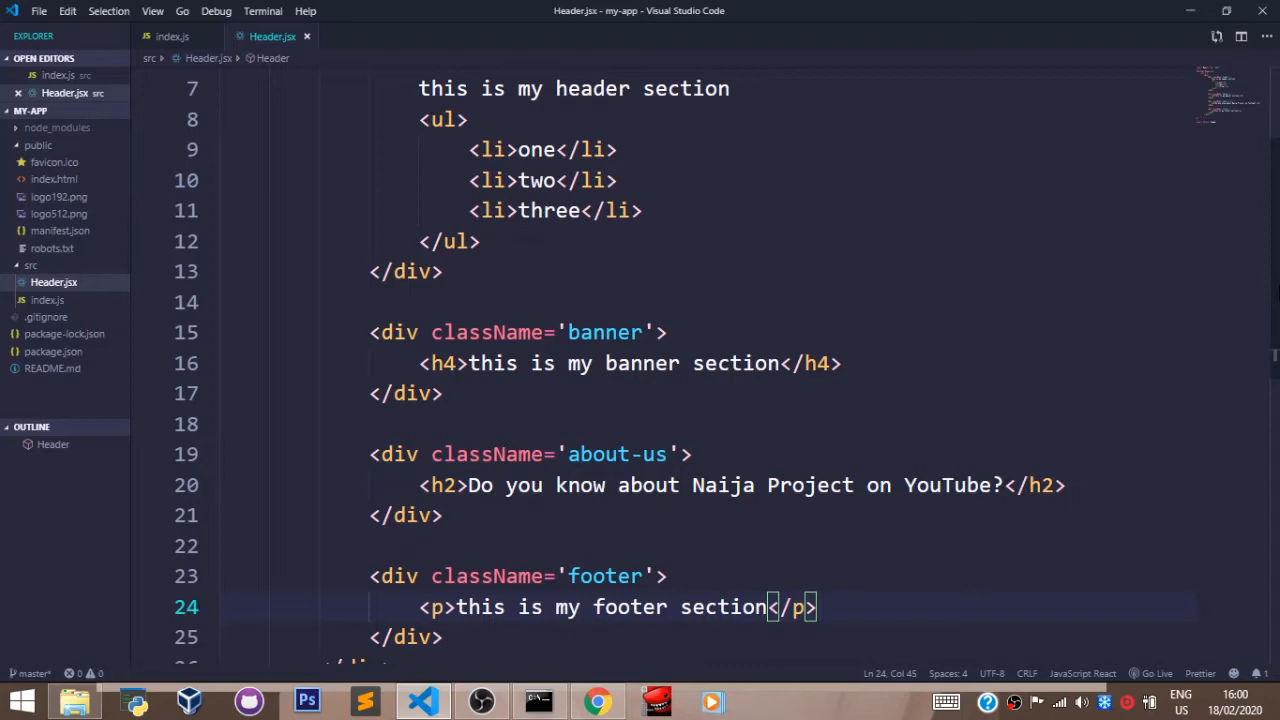 File Edit Selection View Go Debug Terminal Help
Header.jsx - my-app - Visual Studio Code
EXPLORER
OPEN EDITORS
index.js src
Header.jsx src
MY-APP
node_modules
public
favicon.ico
index.html
logo192.png
logo512.png
manifest.json
robots.txt
src
Header.jsx
index.js
.gitignore
package-lock.json
package.json
README.md
OUTLINE
Header
index.js Header.jsx
src Header.jsx Header
7 this is my header section
8 <ul>
9 <li>one</li>
10 <li>two</li>
11 <li>three</li>
12 </ul>
13 </div>
14
15 <div className='banner'>
16 <h4>this is my banner section</h4>
17 </div>
18
19 <div className='about-us'>
20 <h2>Do you know about Naija Project on YouTube?</h2>
21 </div>
22
23 <div className='footer'>
24 <p>this is my footer section</p>
25 </div>
master* 0 0 Ln 24, Col 45 Spaces: 4 UTF-8 CRLF JavaScript React Go Live Prettier 1
Ps
ENG US
16:00
18/02/2020